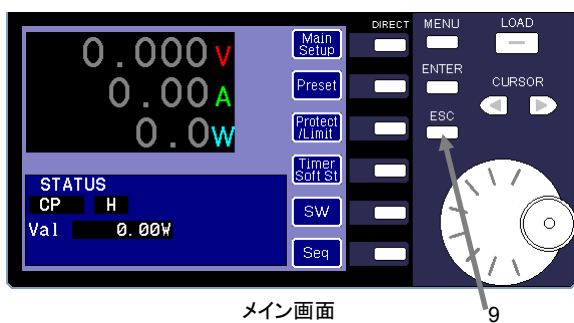 0.000V
0.00A
0.0W
STATUS
CP H
Val 0.00W
Main
Setup
Preset
Protect
/Limit
Timer
Soft St
SW
Seq
DIRECT
MENU
ENTER
ESC
LOAD
CURSOR
メイン画面
9